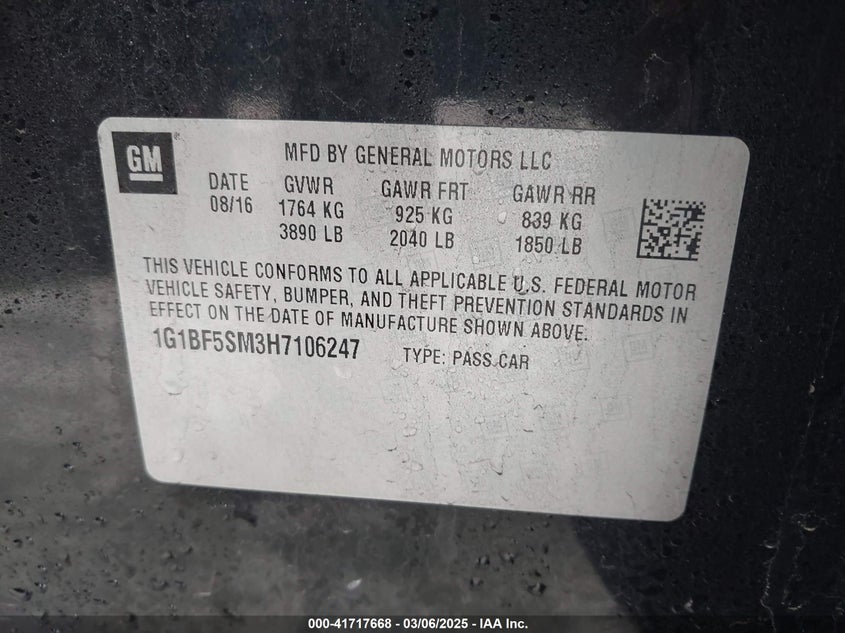 GM
MFD BY GENERAL MOTORS LLC
DATE GVWR GAWR FRT GAWR RR
08/16 1764 KG 925 KG 839 KG
3890 LB 2040 LB 1850 LB
THIS VEHICLE CONFORMS TO ALL APPLICABLE U.S. FEDERAL MOTOR
VEHICLE SAFETY, BUMPER, AND THEFT PREVENTION STANDARDS IN
EFFECT ON THE DATE OF MANUFACTURE SHOWN ABOVE.
1G1BF5SM3H7106247 TYPE: PASS CAR
000-41717668 - 03/06/2025 - IAA Inc.